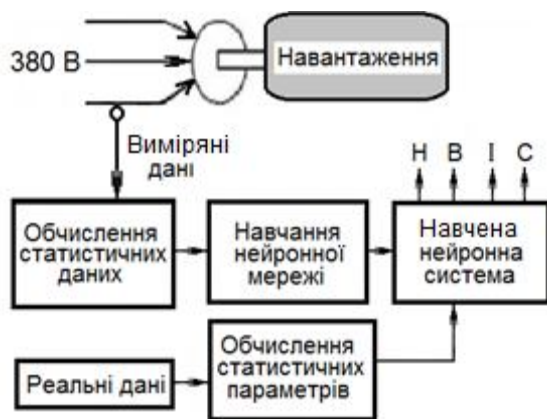 380 В
Навантаження
Виміряні
дані
Н В І С
Обчислення
статистичних
даних
Навчання
нейронної
мережі
Навчена
нейронна
система
Реальні дані
Обчислення
статистичних
параметрів